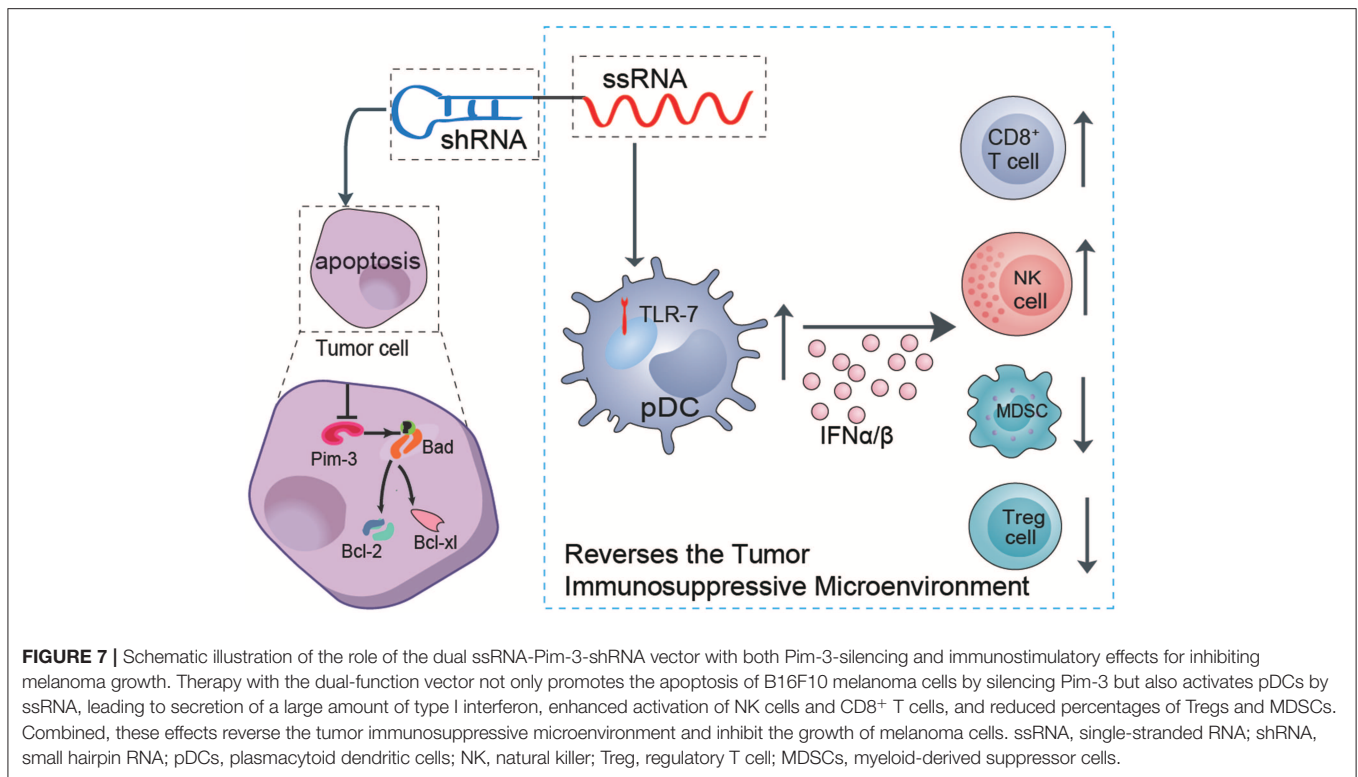 ssRNA
shRNA
CD8+
T cell
apoptosis
NK
cell
TLR-7
Tumor cell
pDC
MDSC
IFNα/β
Pim-3
Bad
Treg
cell
Bcl-2
Bcl-xl
Reverses the Tumor
Immunosuppressive Microenvironment
FIGURE 7 | Schematic illustration of the role of the dual ssRNA-Pim-3-shRNA vector with both Pim-3-silencing and immunostimulatory effects for inhibiting
melanoma growth. Therapy with the dual-function vector not only promotes the apoptosis of B16F10 melanoma cells by silencing Pim-3 but also activates pDCs by
ssRNA, leading to secretion of a large amount of type I interferon, enhanced activation of NK cells and CD8+ T cells, and reduced percentages of Tregs and MDSCs.
Combined, these effects reverse the tumor immunosuppressive microenvironment and inhibit the growth of melanoma cells. ssRNA, single-stranded RNA; shRNA,
small hairpin RNA; pDCs, plasmacytoid dendritic cells; NK, natural killer; Treg, regulatory T cell; MDSCs, myeloid-derived suppressor cells.